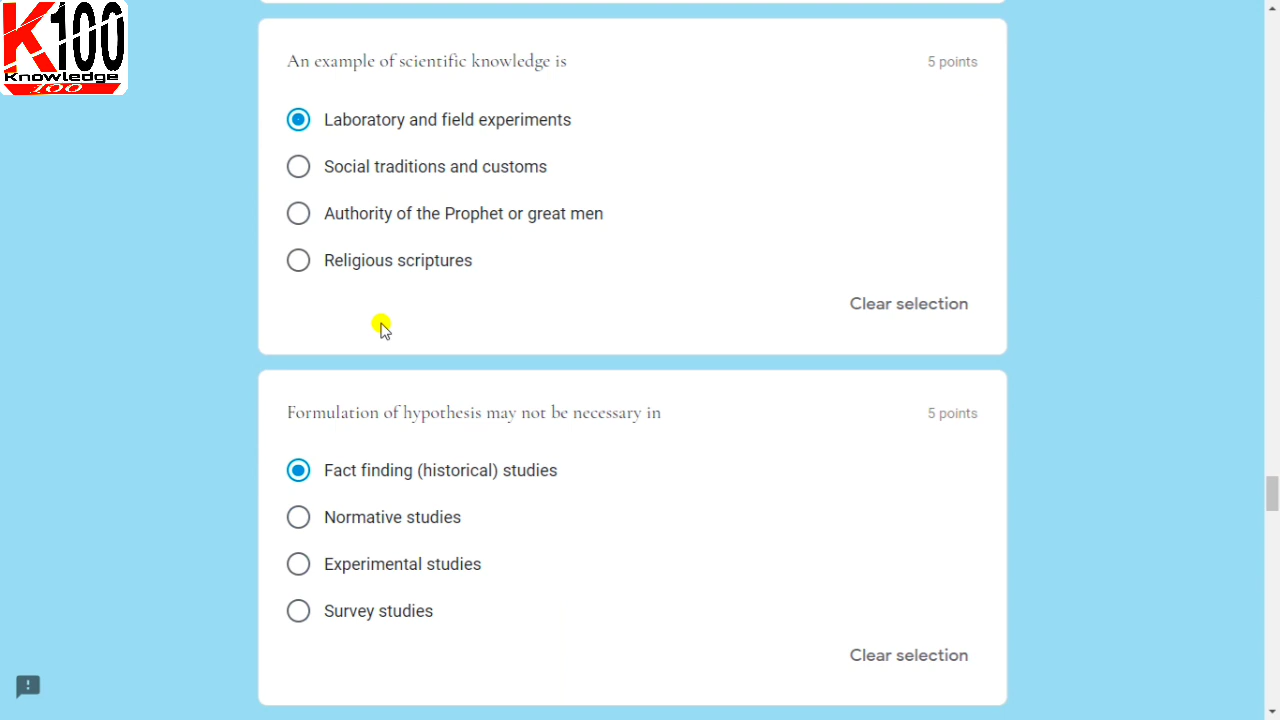 K100
Knowledge
100
An example of scientific knowledge is
5 points
Laboratory and field experiments
Social traditions and customs
Authority of the Prophet or great men
Religious scriptures
Clear selection
Formulation of hypothesis may not be necessary in
5 points
Fact finding (historical) studies
Normative studies
Experimental studies
Survey studies
Clear selection